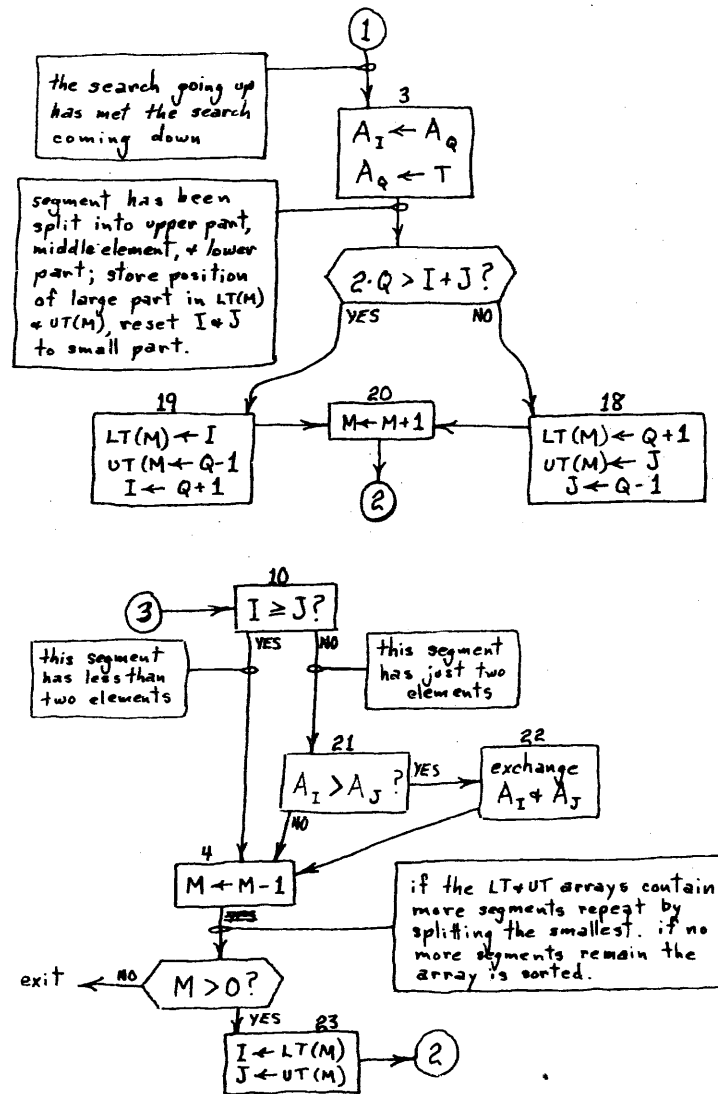 1
the search going up
has met the search
coming down
3
A_I ← A_Q
A_Q ← T
segment has been
split into upper part,
middle element, & lower
part; store position
of large part in LT(M)
& UT(M), reset I & J
to small part.
2·Q > I+J?
YES
NO
19
LT(M) ← I
UT(M ← Q-1
I ← Q+1
20
M ← M+1
2
18
LT(M) ← Q+1
UT(M) ← J
J ← Q-1
3
10
I ≥ J?
YES
NO
this segment
has less than
two elements
this segment
has just two
elements
21
A_I > A_J ?
YES
NO
22
exchange
A_I & A_J
4
M ← M-1
if the LT & UT arrays contain
more segments repeat by
splitting the smallest. if no
more segments remain the
array is sorted.
exit
NO
M > 0?
YES
23
I ← LT(M)
J ← UT(M)
2